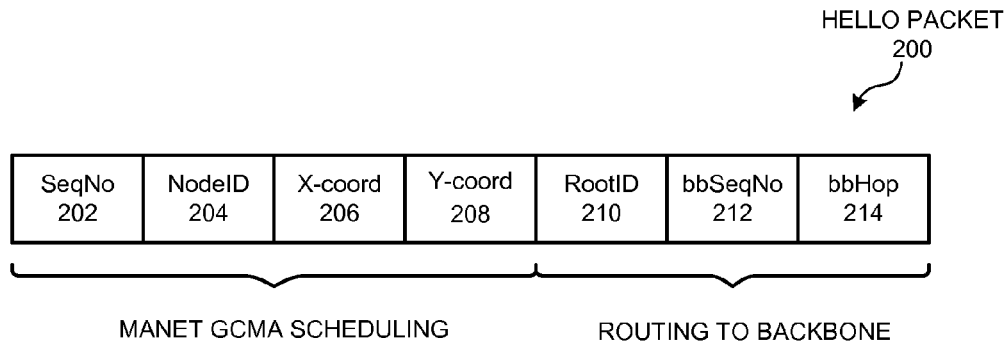 HELLO PACKET
200
SeqNo NodeID X-coord Y-coord RootID bbSeqNo bbHop
202 204 206 208 210 212 214
MANET GCMA SCHEDULING ROUTING TO BACKBONE